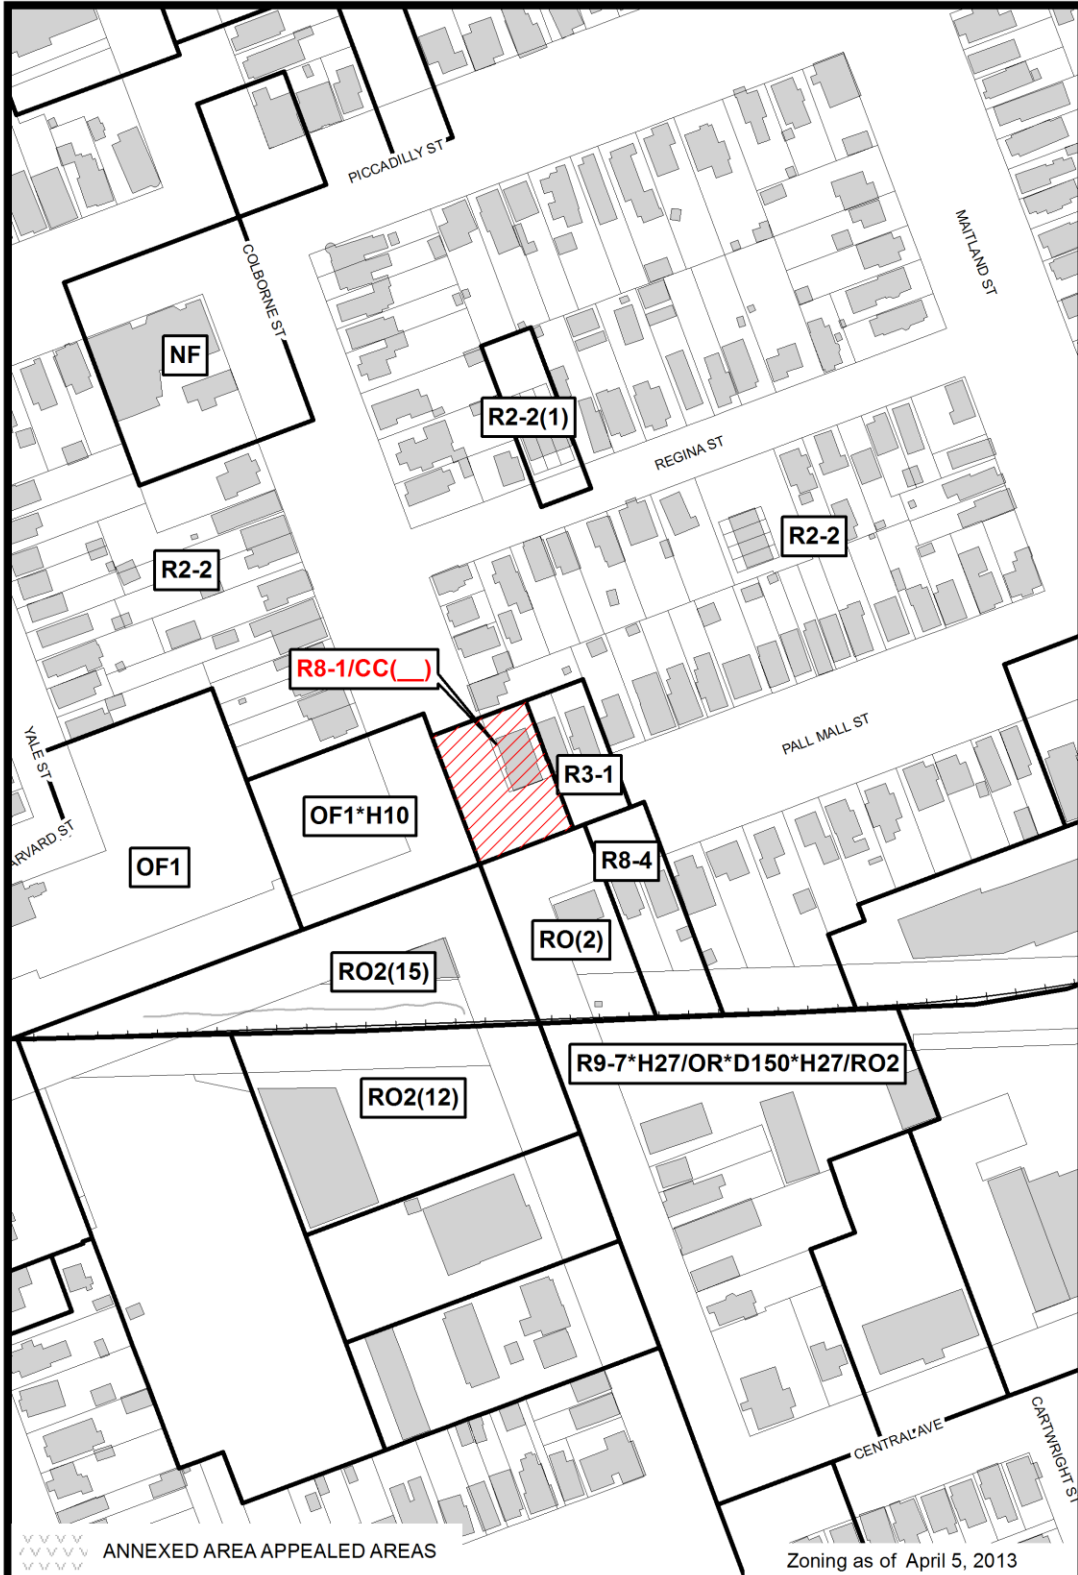 PICCADILLY ST
COLBORNE ST
MAITLAND ST
NF
R2-2(1)
REGINA ST
R2-2
R2-2
R8-1/CC(__)
YALE ST
PALL MALL ST
R3-1
OF1*H10
ARVARD ST
OF1
R8-4
RO(2)
RO2(15)
R9-7*H27/OR*D150*H27/RO2
RO2(12)
CENTRAL AVE
CARTWRIGHT ST
ANNEXED AREA APPEALED AREAS
Zoning as of April 5, 2013